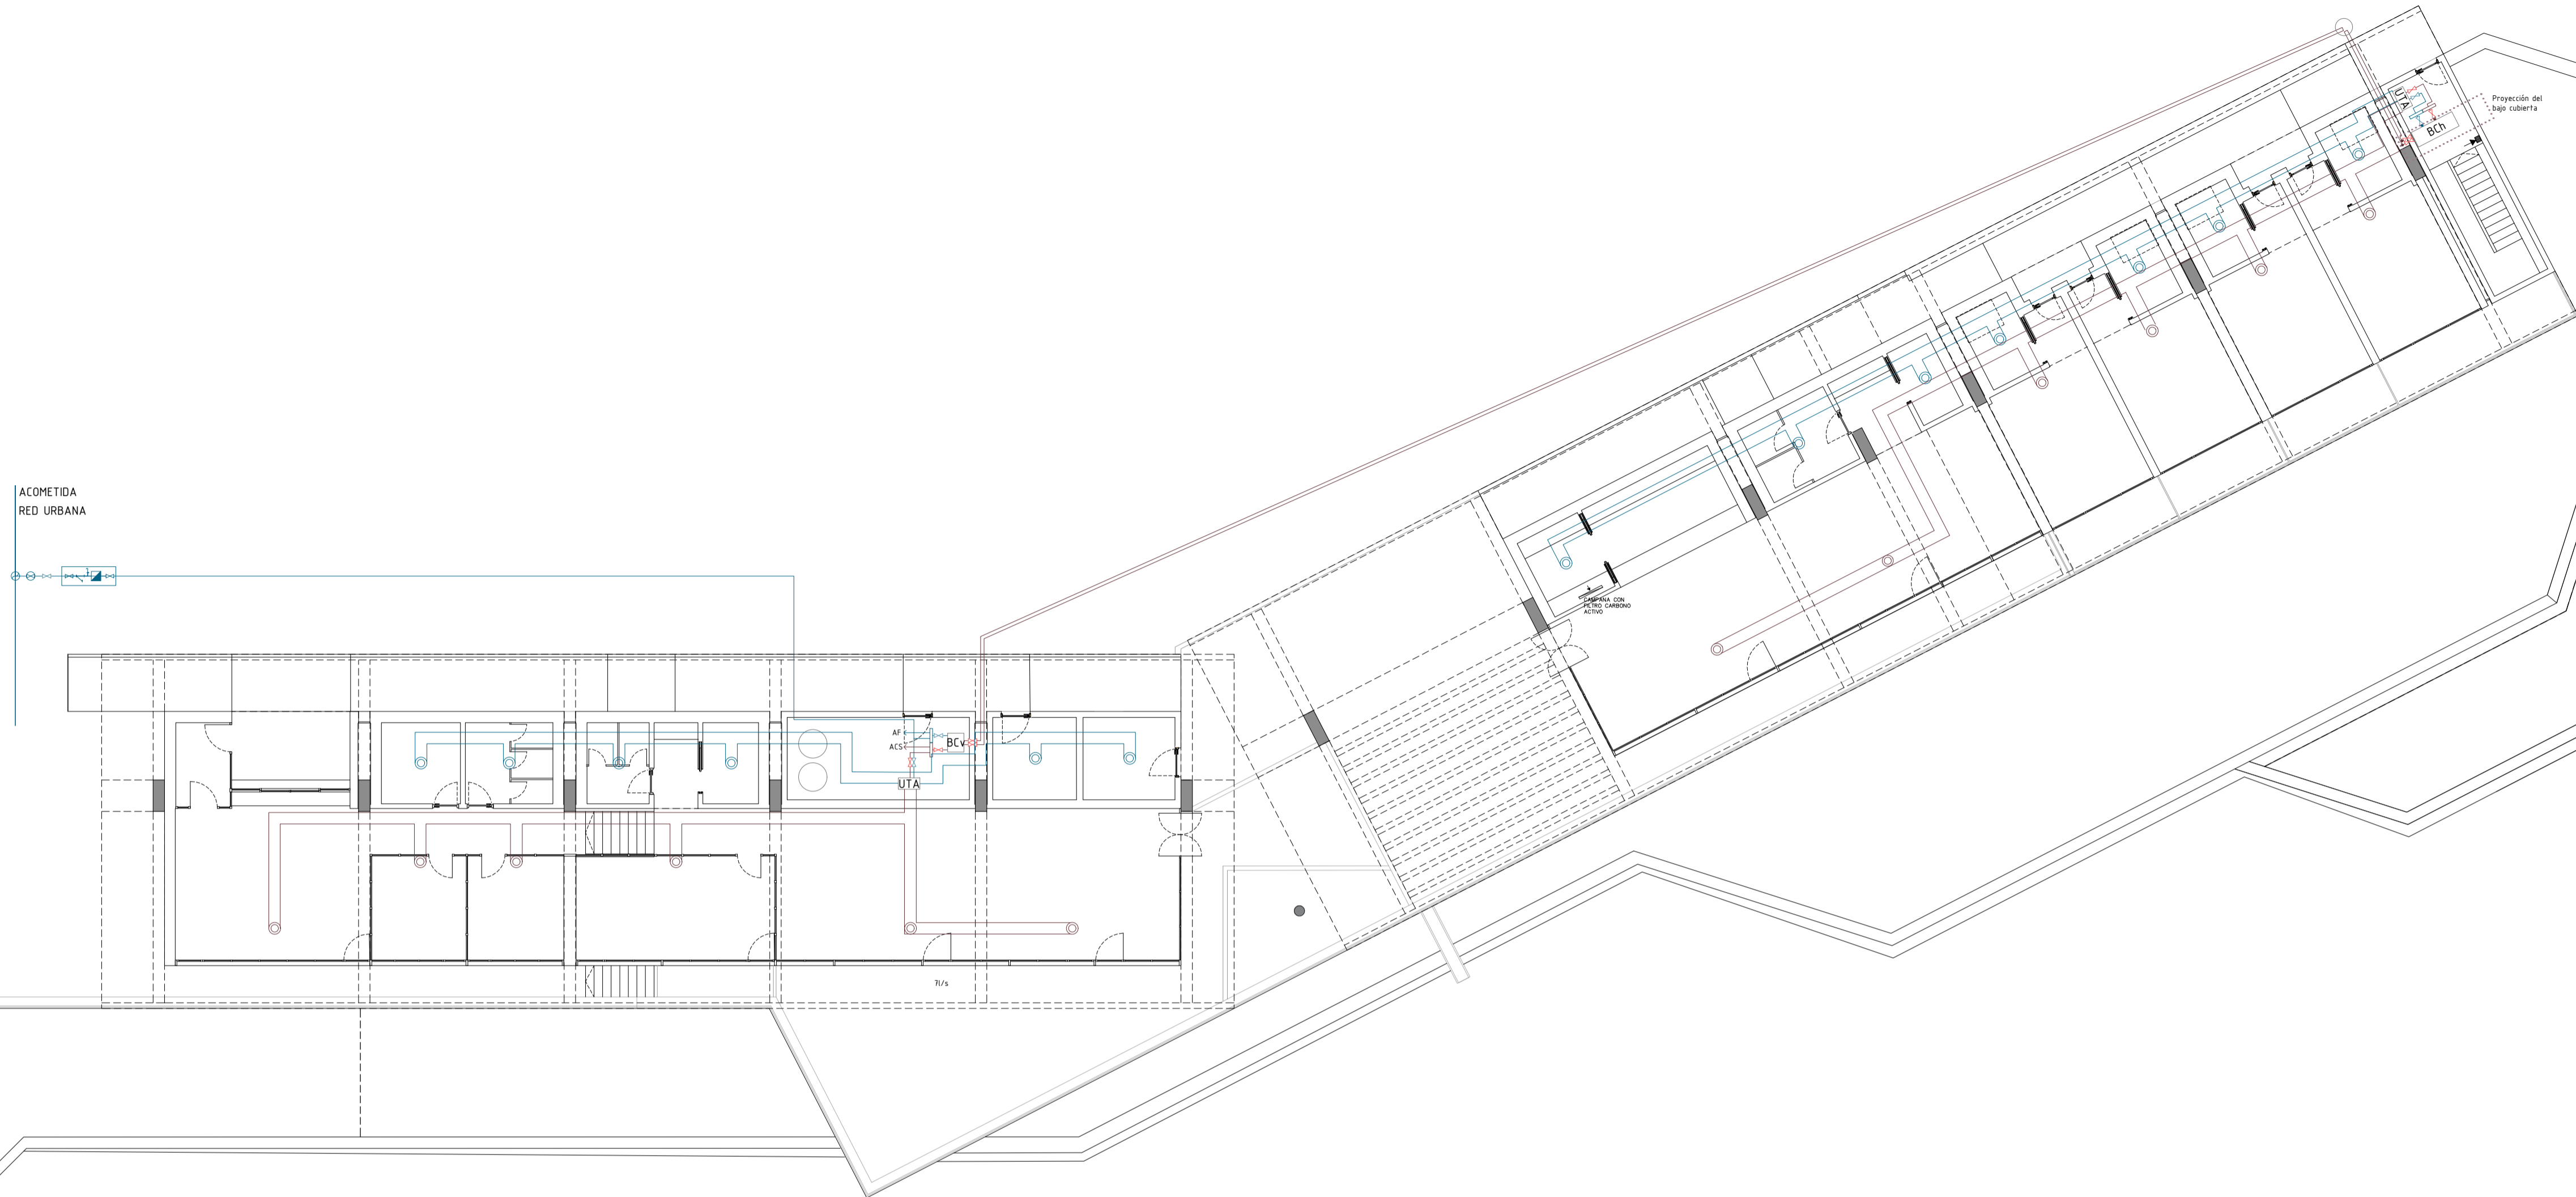 Proyección del
bajo cubierta
UTA
BCh
ACOMETIDA
RED URBANA
CAMPANA CON
FILTRO CARBONO
ACTIVO
AF
ACS
BCv
UTA
7l/s